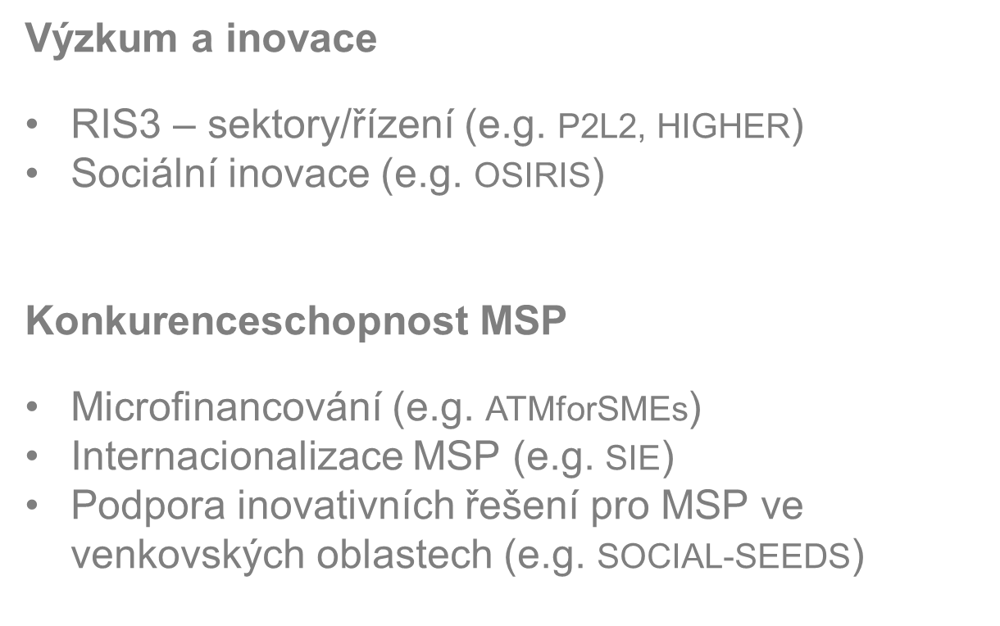 Výzkum a inovace
• RIS3 – sektory/řízení (e.g. P2L2, HIGHER)
• Sociální inovace (e.g. OSIRIS)
Konkurenceschopnost MSP
• Microfinancování (e.g. ATMforSMEs)
• Internacionalizace MSP (e.g. SIE)
• Podpora inovativních řešení pro MSP ve
venkovských oblastech (e.g. SOCIAL-SEEDS)